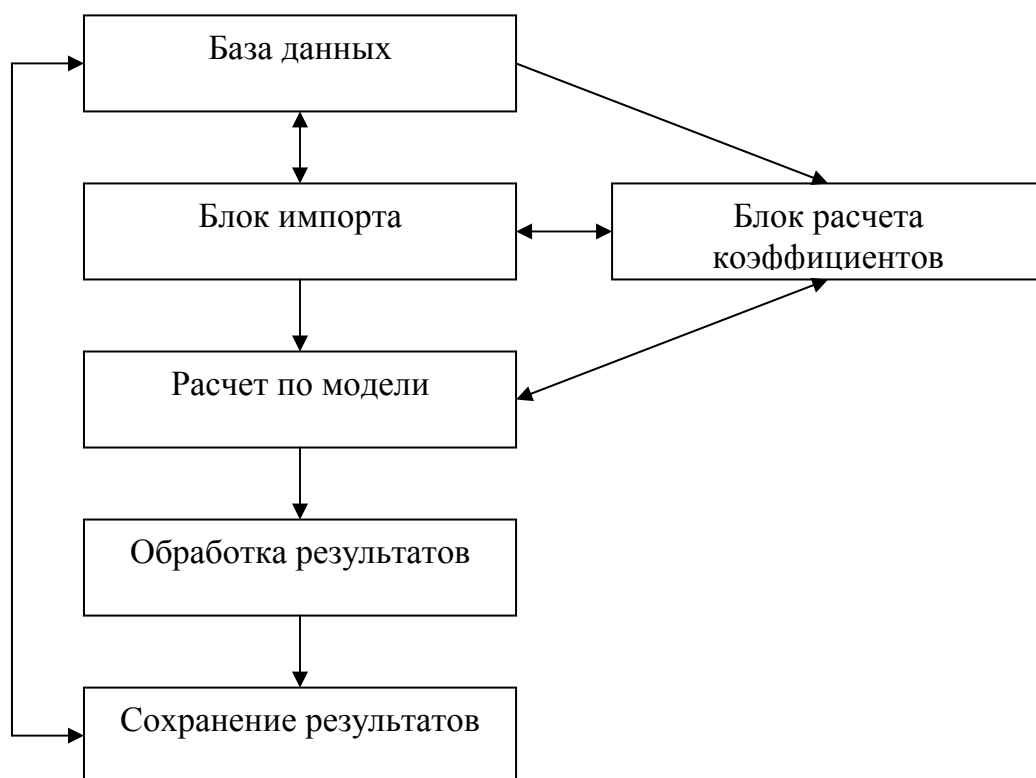 База данных
Блок импорта
Блок расчета
коэффициентов
Расчет по модели
Обработка результатов
Сохранение результатов